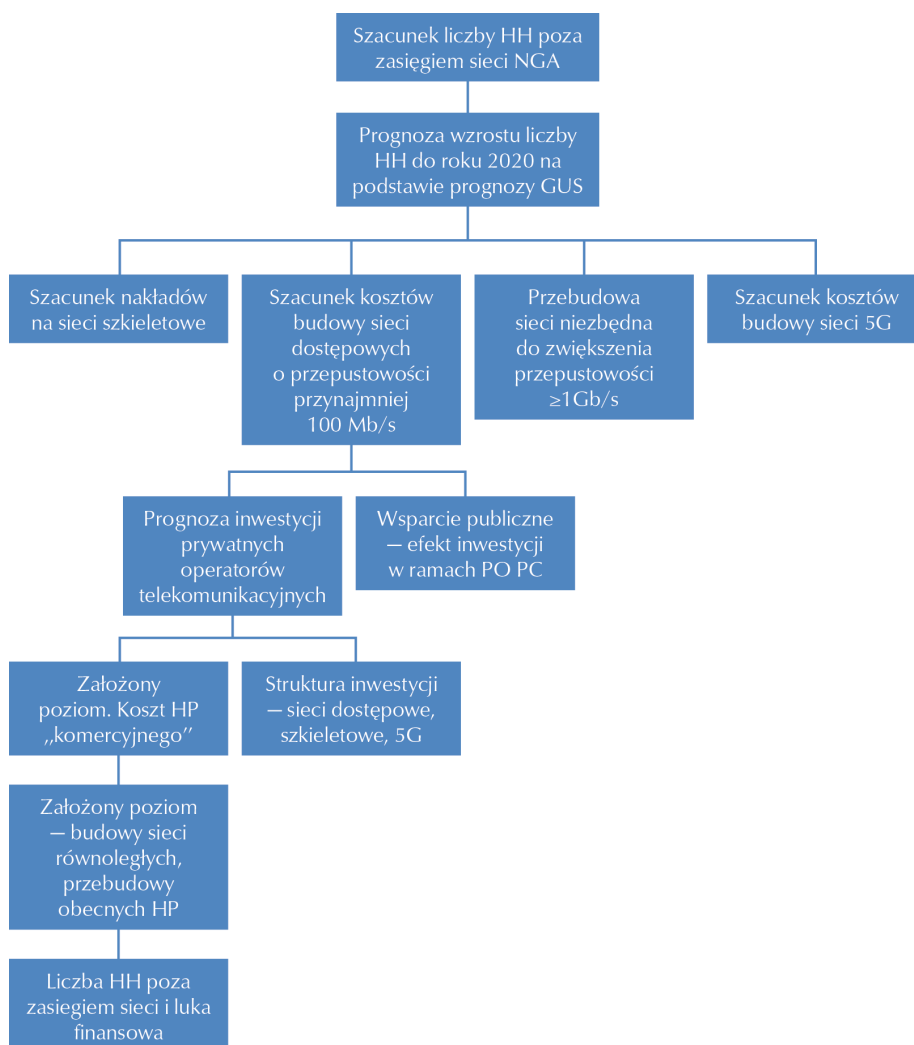 Szacunek liczby HH poza
zasięgiem sieci NGA
Prognoza wzrostu liczby
HH do roku 2020 na
podstawie prognozy GUS
Szacunek nakładów
na sieci szkieletowe
Szacunek kosztów
budowy sieci
dostępowych
o przepustowości
przynajmniej
100 Mb/s
Przebudowa
sieci niezbędna
do zwiększenia
przepustowości
≥1Gb/s
Szacunek kosztów
budowy sieci 5G
Prognoza inwestycji
prywatnych
operatorów
telekomunikacyjnych
Wsparcie publiczne
— efekt inwestycji
w ramach PO PC
Założony
poziom. Koszt HP
,,komercyjnego”
Struktura inwestycji
— sieci dostępowe,
szkieletowe, 5G
Założony poziom
— budowy sieci
równoległych,
przebudowy
obecnych HP
Liczba HH poza
zasiegiem sieci i luka
finansowa